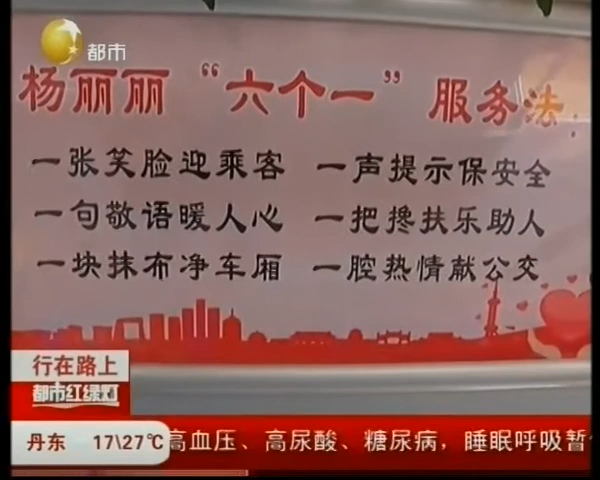 都市
杨丽丽“六个一”服务法
一张笑脸迎乘客 一声提示保安全
一句敬语暖人心 一把搀扶乐助人
一块抹布净车厢 一腔热情献公交
行在路上
都市红绿灯
丹东 17\27℃ 高血压、高尿酸、糖尿病，睡眠呼吸暂